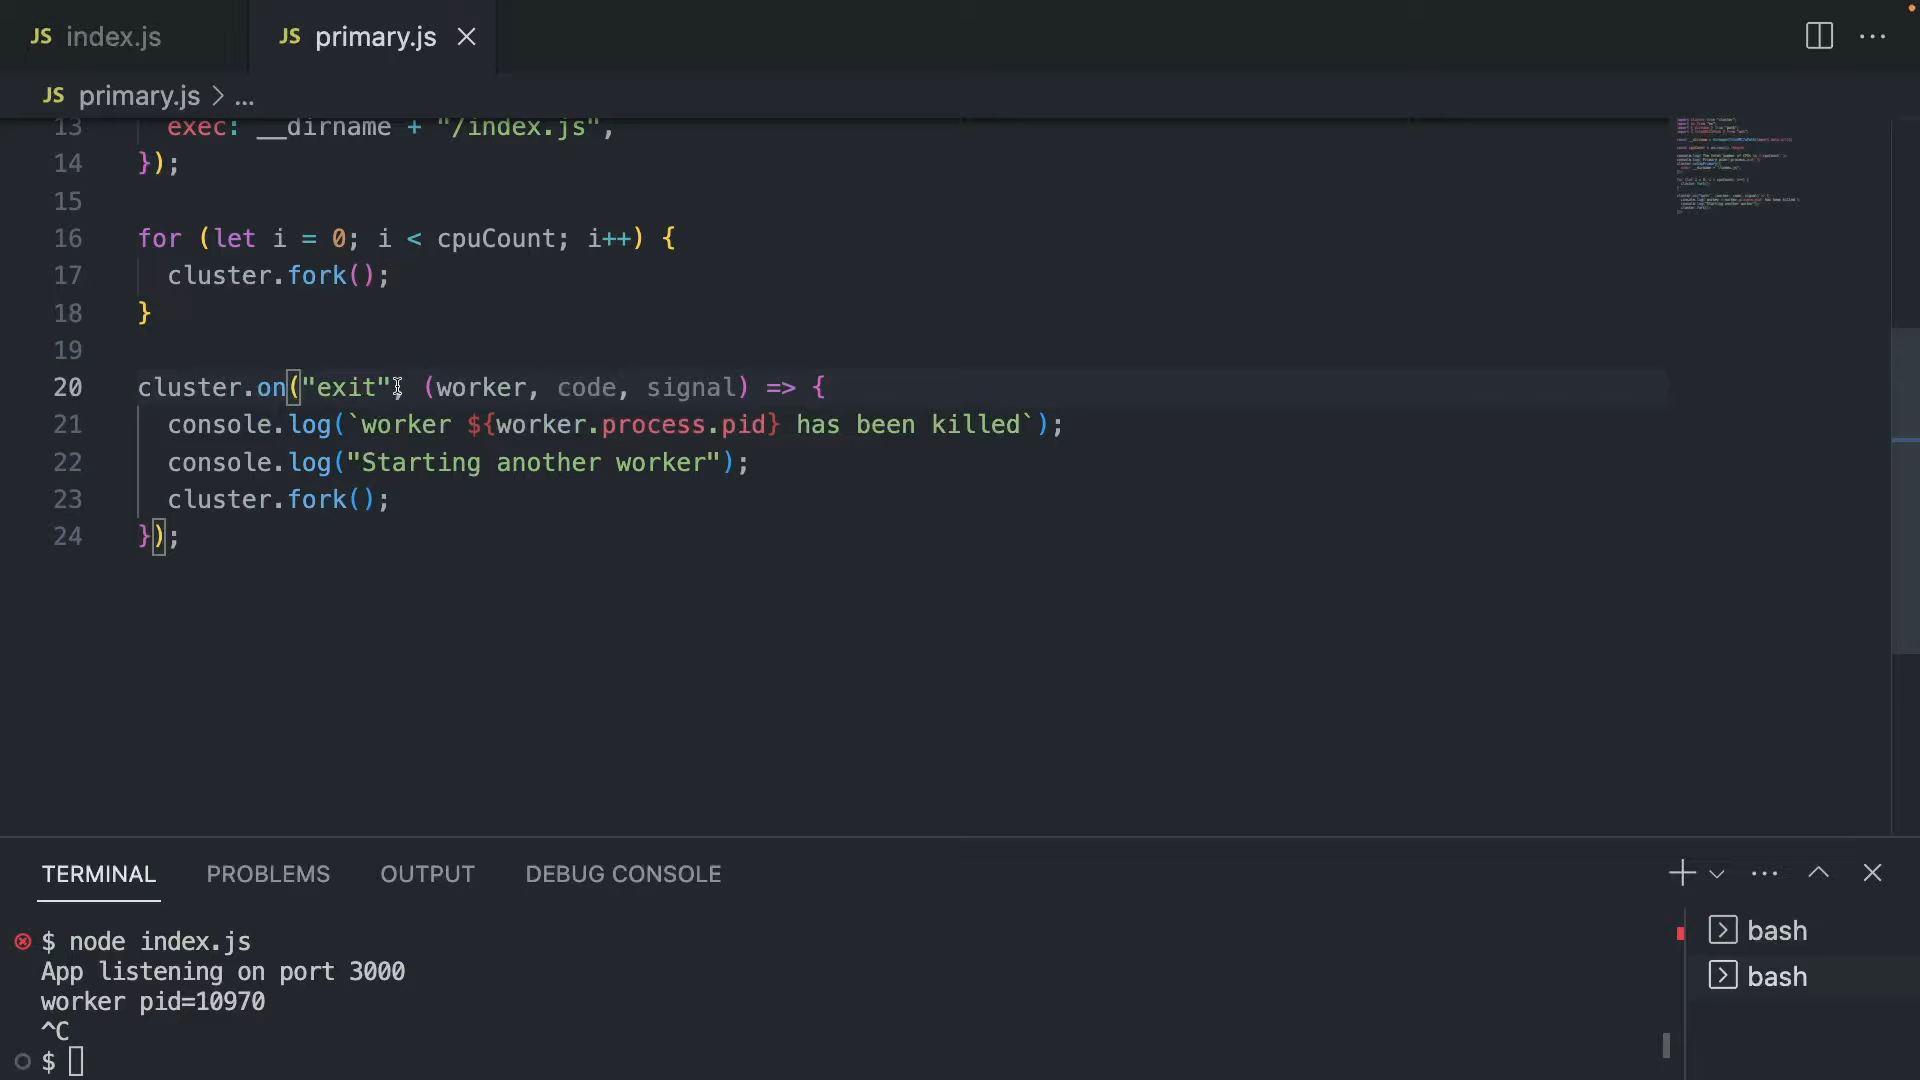 JS index.js
JS primary.js
JS primary.js > ...
13 exec: __dirname + "/index.js",
14 });
15
16 for (let i = 0; i < cpuCount; i++) {
17 cluster.fork();
18 }
19
20 cluster.on("exit", (worker, code, signal) => {
21 console.log(`worker ${worker.process.pid} has been killed`);
22 console.log("Starting another worker");
23 cluster.fork();
24 });
TERMINAL PROBLEMS OUTPUT DEBUG CONSOLE
$ node index.js
App listening on port 3000
worker pid=10970
^C
$
bash
bash